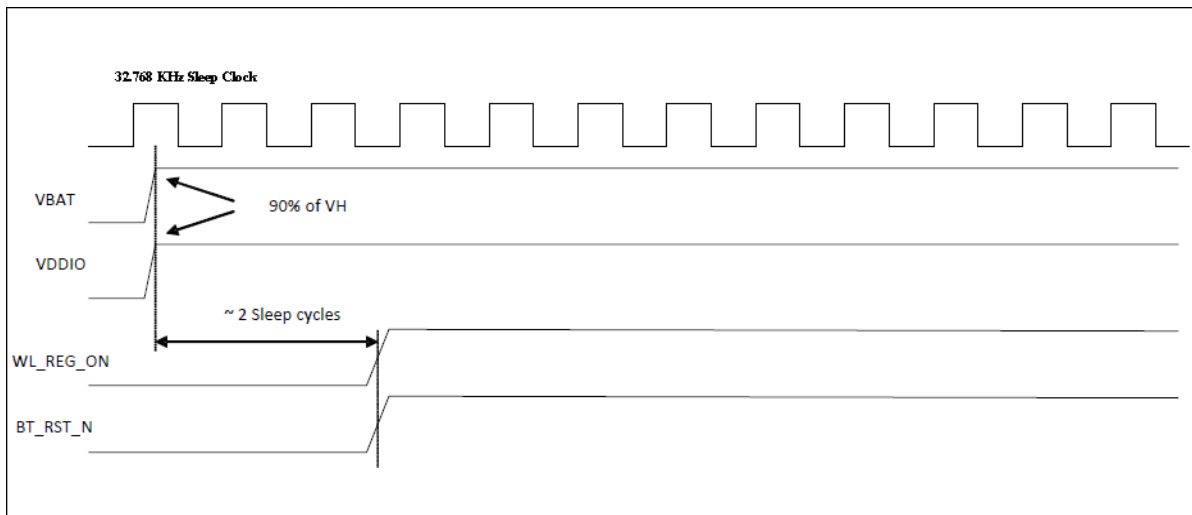 32.768 KHz Sleep Clock
VBAT
90% of VH
VDDIO
~ 2 Sleep cycles
WL_REG_ON
BT_RST_N